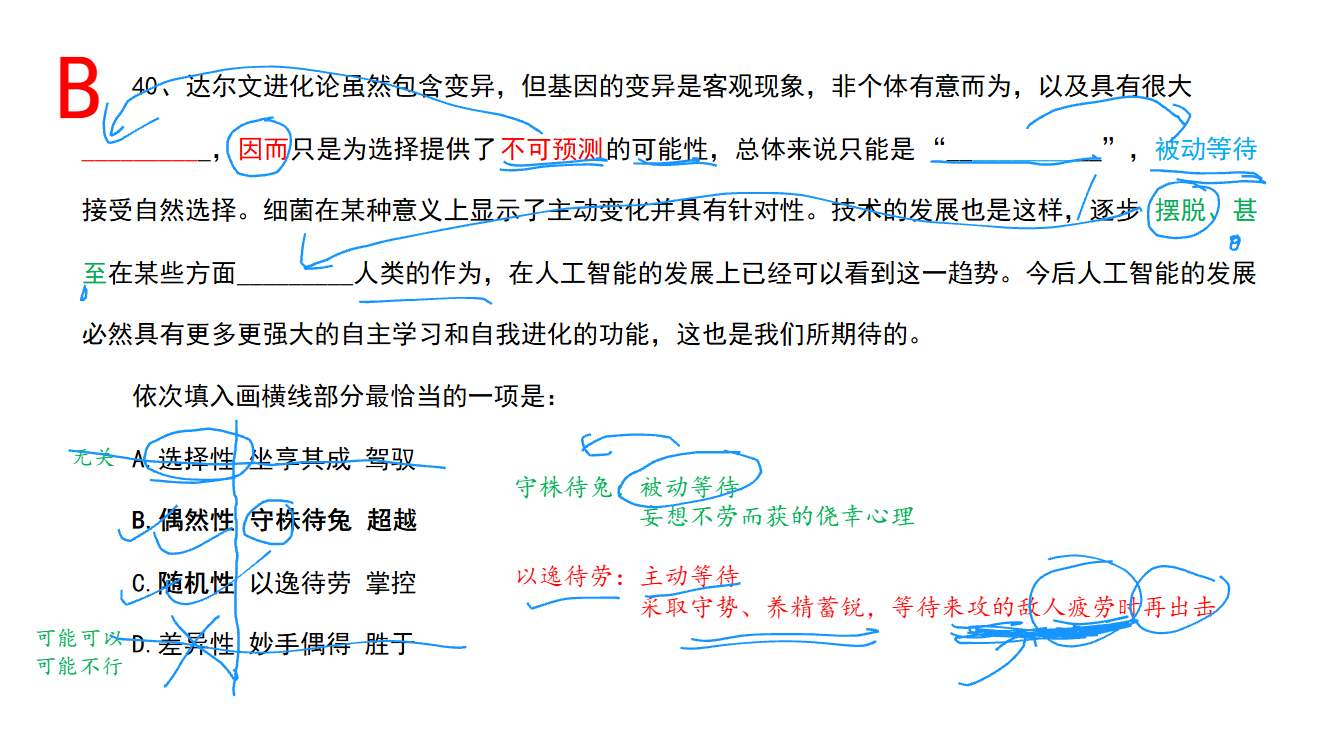 B
40、达尔文进化论虽然包含变异，但基因的变异是客观现象，非个体有意而为，以及具有很大
__________，因而只是为选择提供了不可预测的可能性，总体来说只能是“____________”，被动等待
接受自然选择。细菌在某种意义上显示了主动变化并具有针对性。技术的发展也是这样，逐步摆脱、甚
至在某些方面_________人类的作为，在人工智能的发展上已经可以看到这一趋势。今后人工智能的发展
必然具有更多更强大的自主学习和自我进化的功能，这也是我们所期待的。
依次填入画横线部分最恰当的一项是：
无关 A.选择性 坐享其成 驾驭
守株待兔：被动等待
B.偶然性 守株待兔 超越
妄想不劳而获的侥幸心理
C.随机性 以逸待劳 掌控
以逸待劳：主动等待
采取守势、养精蓄锐，等待来攻的敌人疲劳时再出击
可能可以
D.差异性 妙手偶得 胜于
可能不行